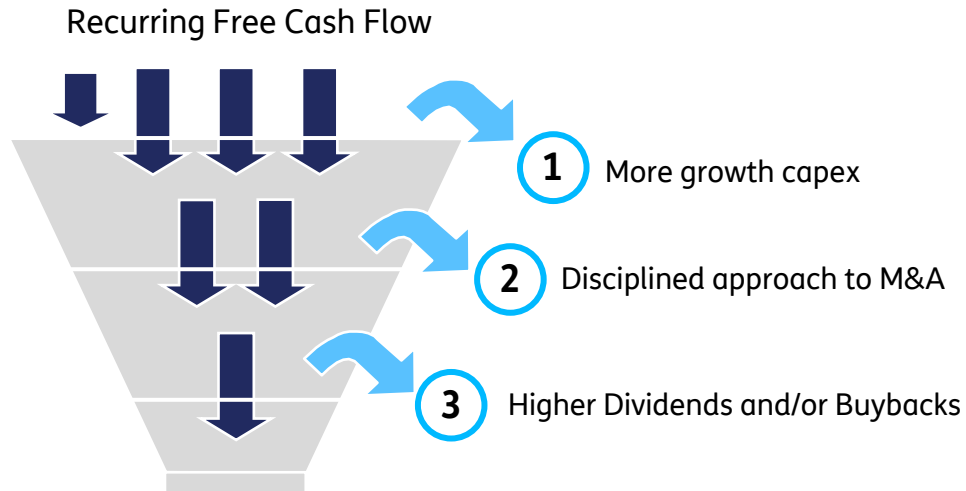 Recurring Free Cash Flow
1 More growth capex
2 Disciplined approach to M&A
3 Higher Dividends and/or Buybacks